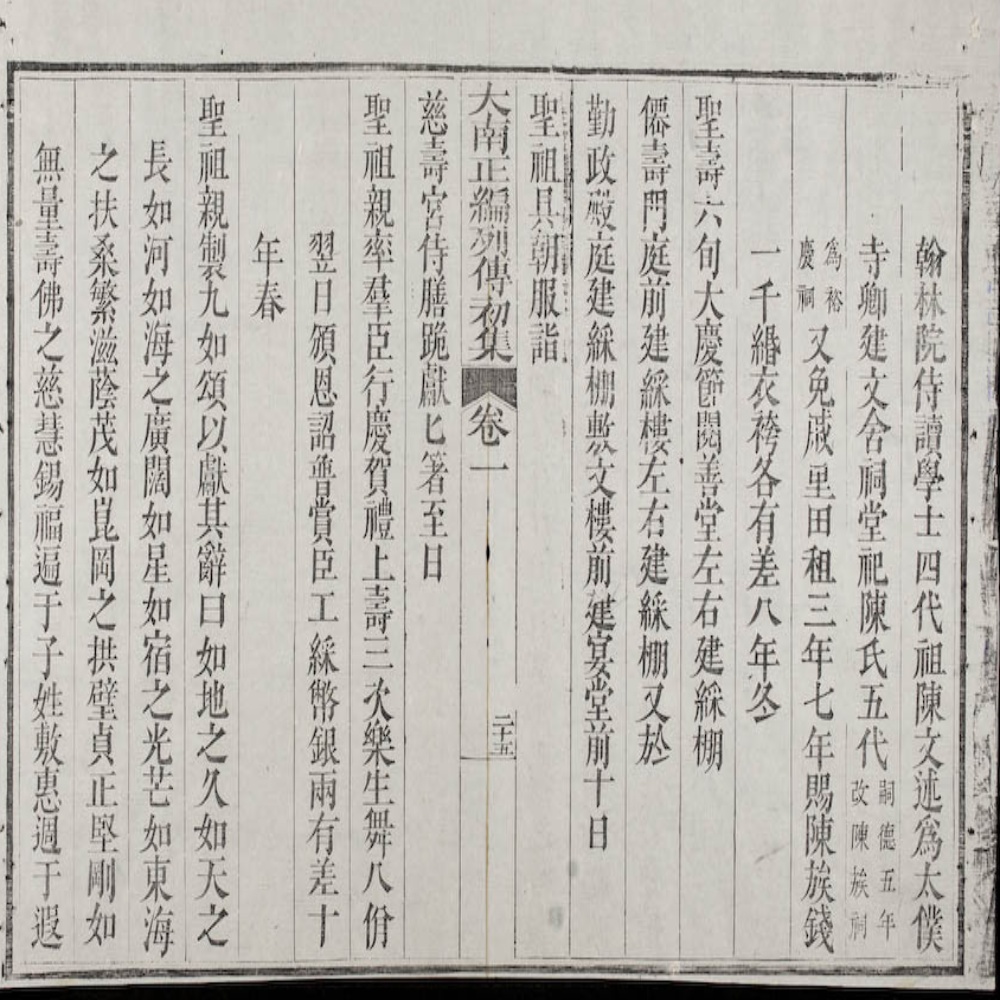 翰林院侍讀學士四代祖陳文述為太僕
寺卿建文舍祠堂祀陳氏五代嗣德五年改陳族祠
為裕慶祠又免戚里田租三年七年賜陳族錢
一千緡衣袴各有差八年冬
聖壽六旬大慶節閱善堂左右建綵棚
僊壽門庭前建綵樓左右建綵棚又於
勤政殿庭建綵棚敷文樓前建宴堂前十日
聖祖具朝服詣
大南正編列傳初集 卷一 二十五
慈壽宮侍膳跪獻匕箸至日
聖祖親率羣臣行慶賀禮上壽三次樂生舞八佾
翌日頒恩詔普賞臣工綵幣銀兩有差十
年春
聖祖親製九如頌以獻其辭曰如地之久如天之
長如河如海之廣闊如星如宿之光芒如東海
之扶桑繁滋蔭茂如崑岡之拱璧貞正堅剛如
無量壽佛之慈慧錫福遍于子姓敷惠週于遐